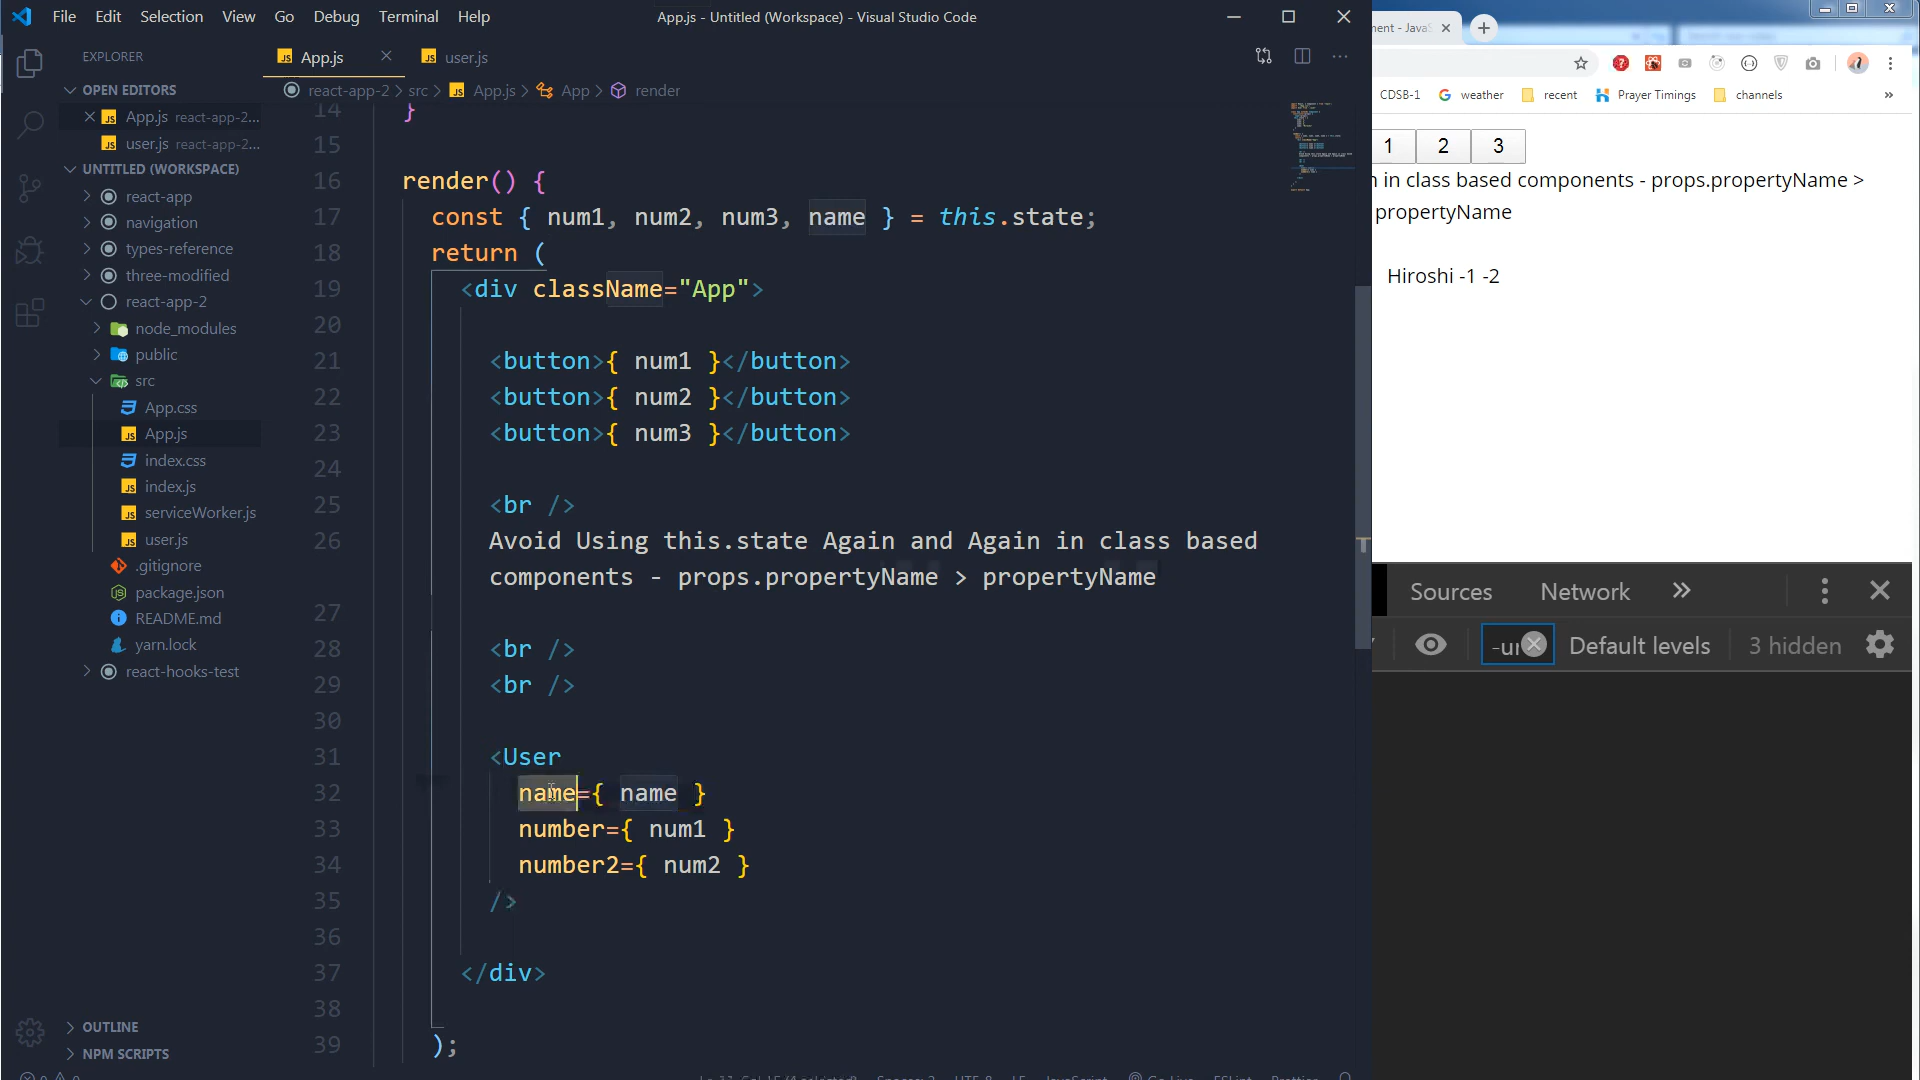 File Edit Selection View Go Debug Terminal Help
App.js - Untitled (Workspace) - Visual Studio Code
EXPLORER
OPEN EDITORS
App.js react-app-2...
user.js react-app-2...
UNTITLED (WORKSPACE)
react-app
navigation
types-reference
three-modified
react-app-2
node_modules
public
src
App.css
App.js
index.css
index.js
serviceWorker.js
user.js
.gitignore
package.json
README.md
yarn.lock
react-hooks-test
OUTLINE
NPM SCRIPTS
App.js user.js
react-app-2 > src > App.js > App > render
14 }
15
16 render() {
17 const { num1, num2, num3, name } = this.state;
18 return (
19 <div className="App">
20
21 <button>{ num1 }</button>
22 <button>{ num2 }</button>
23 <button>{ num3 }</button>
24
25 <br />
26 Avoid Using this.state Again and Again in class based
components - props.propertyName > propertyName
27
28 <br />
29 <br />
30
31 <User
32 name={ name }
33 number={ num1 }
34 number2={ num2 }
35 />
36
37 </div>
38
39 );
CDSB-1 weather recent Prayer Timings channels »
1 2 3
in class based components - props.propertyName >
propertyName
Hiroshi -1 -2
Sources Network »
Default levels 3 hidden